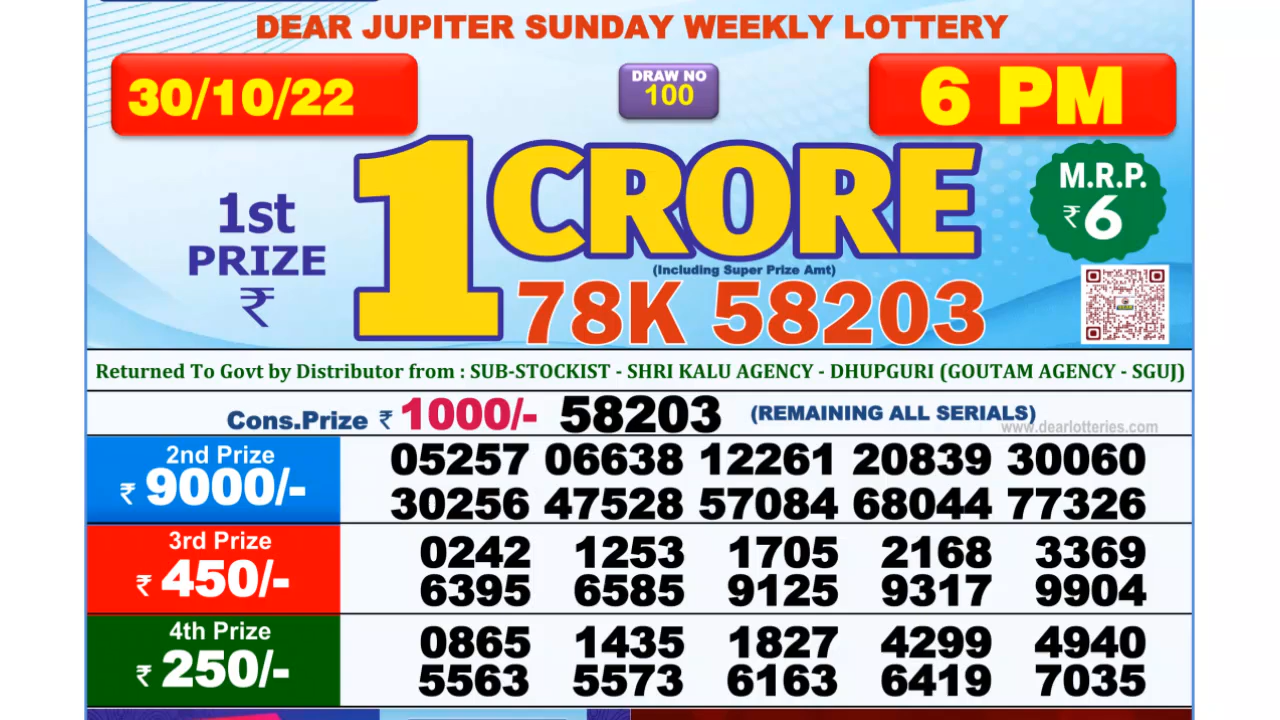 DEAR JUPITER SUNDAY WEEKLY LOTTERY
30/10/22
DRAW NO
100
6 PM
1st
PRIZE
₹
1 CRORE
(Including Super Prize Amt)
78K 58203
M.R.P.
₹ 6
Returned To Govt by Distributor from : SUB-STOCKIST - SHRI KALU AGENCY - DHUPGURI (GOUTAM AGENCY - SGUJ)
Cons.Prize ₹ 1000/- 58203 (REMAINING ALL SERIALS)
www.dearlotteries.com
2nd Prize
₹ 9000/-
05257 06638 12261 20839 30060
30256 47528 57084 68044 77326
3rd Prize
₹ 450/-
0242 1253 1705 2168 3369
6395 6585 9125 9317 9904
4th Prize
₹ 250/-
0865 1435 1827 4299 4940
5563 5573 6163 6419 7035